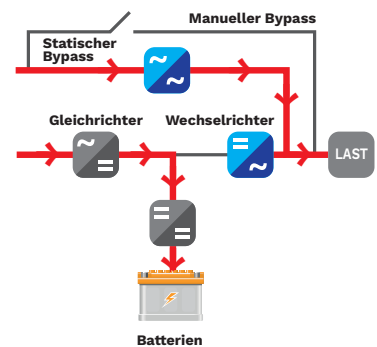 Manueller Bypass
Statischer
Bypass
Gleichrichter
Wechselrichter
LAST
Batterien